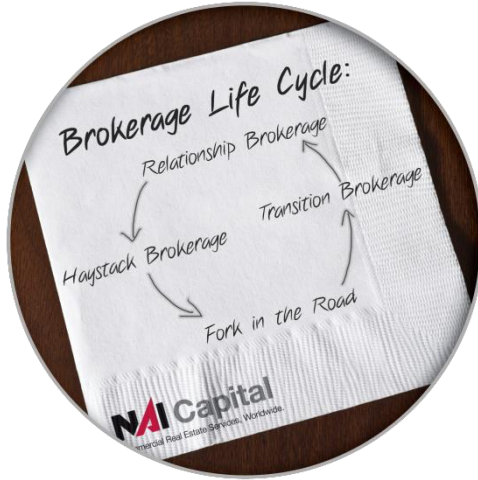 Brokerage Life Cycle:
Relationship Brokerage
Transition Brokerage
Haystack Brokerage
Fork in the Road
NAI Capital
mercial Real Estate Services, Worldwide.